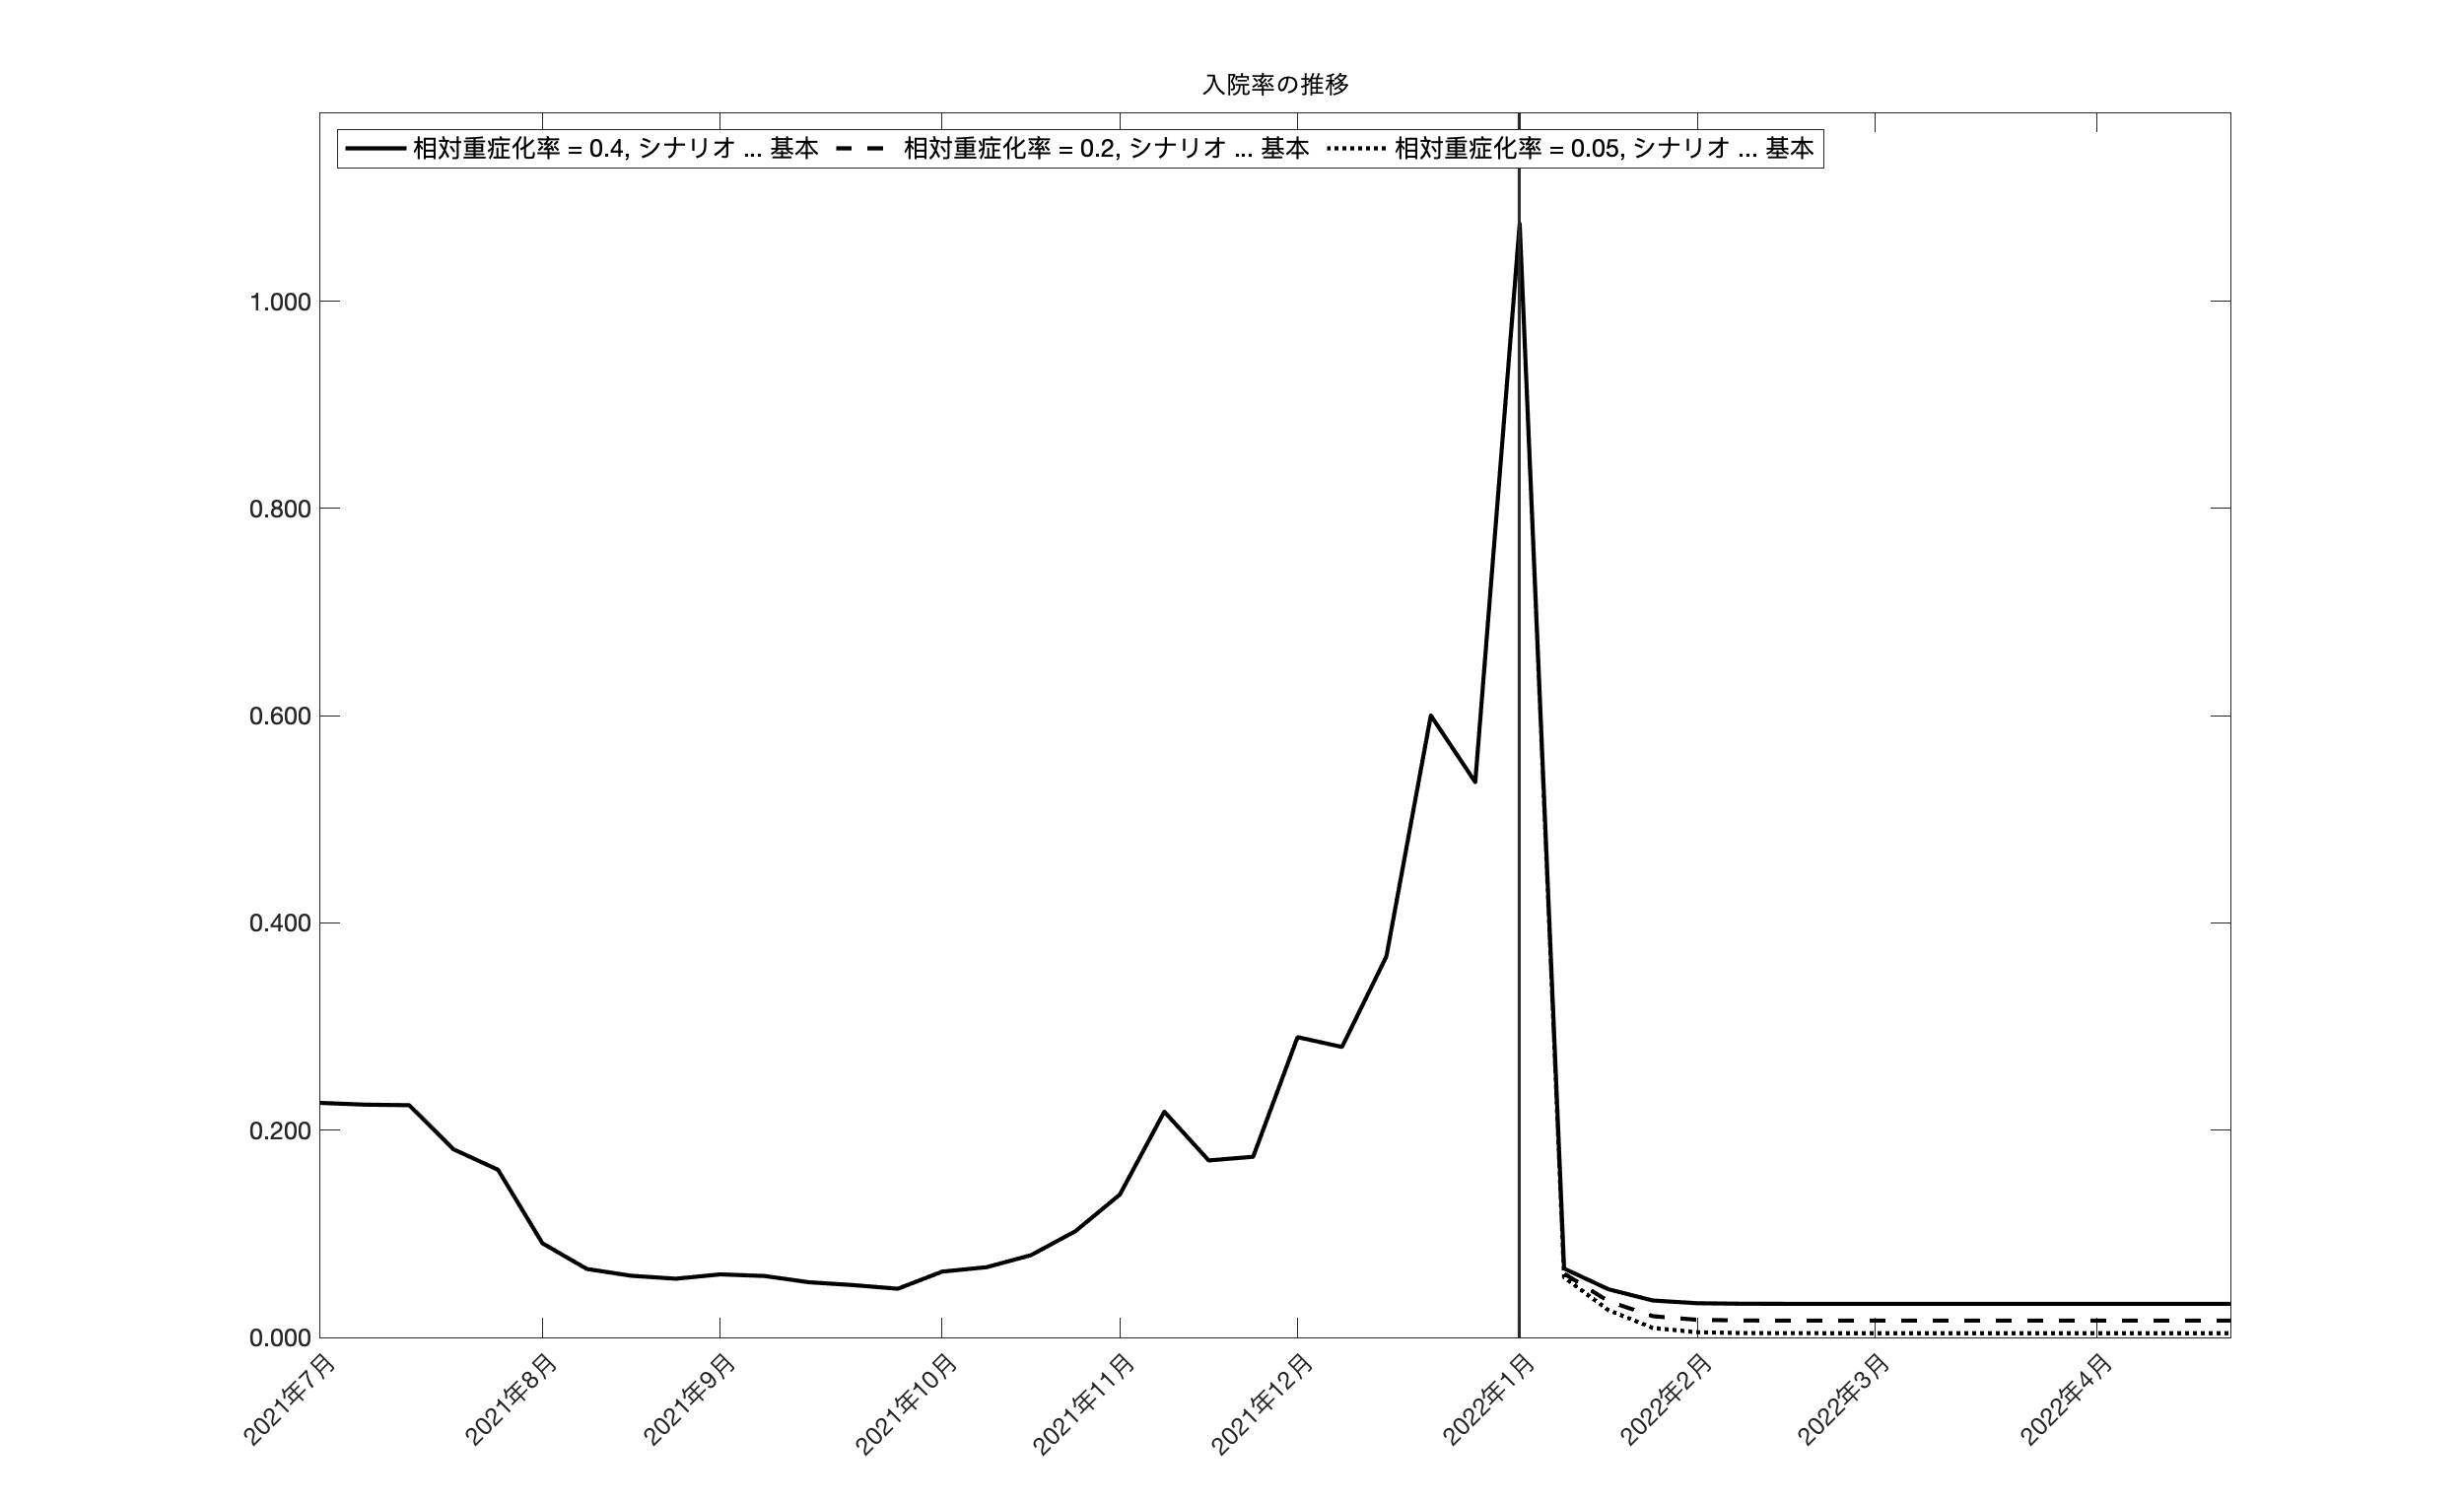 入院率の推移
相対重症化率 = 0.4, シナリオ ... 基本 相対重症化率 = 0.2, シナリオ ... 基本 相対重症化率 = 0.05, シナリオ ... 基本
1.000
0.800
0.600
0.400
0.200
0.000
2021年7月 2021年8月 2021年9月 2021年10月 2021年11月 2021年12月 2022年1月 2022年2月 2022年3月 2022年4月